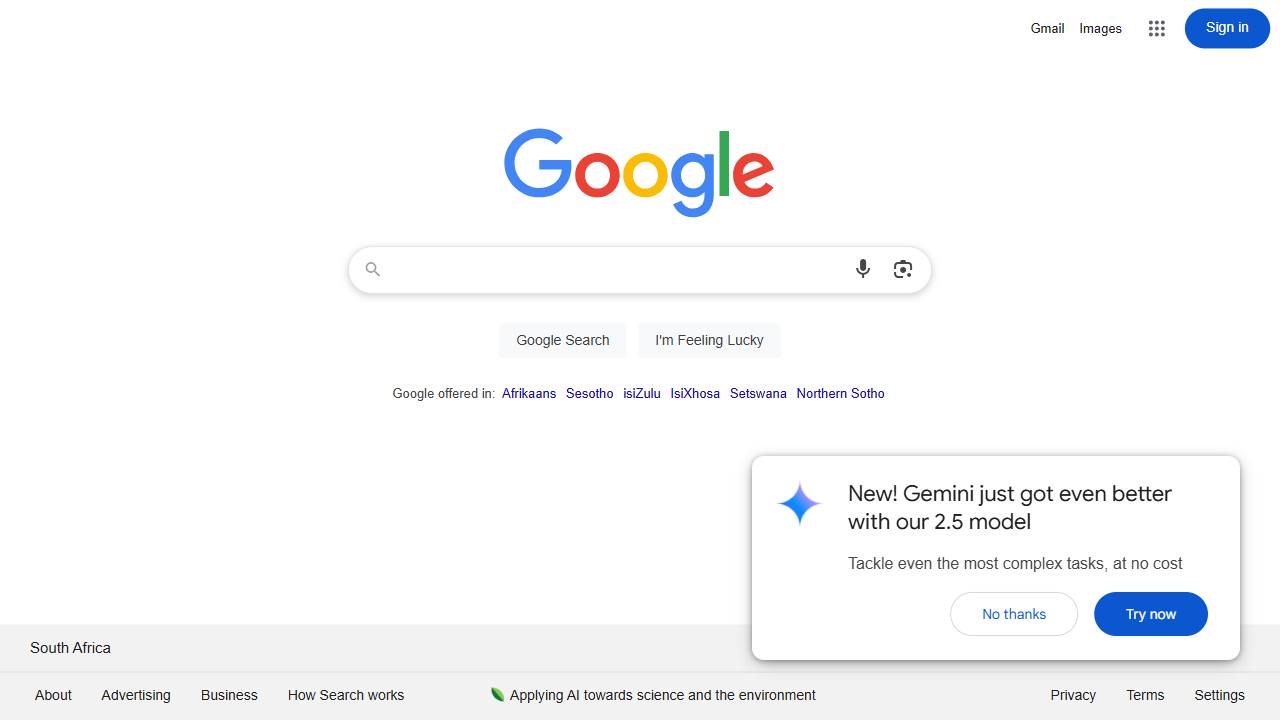 Gmail Images Sign in
Google
Google Search I'm Feeling Lucky
Google offered in: Afrikaans Sesotho isiZulu IsiXhosa Setswana Northern Sotho
New! Gemini just got even better
with our 2.5 model
Tackle even the most complex tasks, at no cost
No thanks Try now
South Africa
About Advertising Business How Search works Applying AI towards science and the environment Privacy Terms Settings